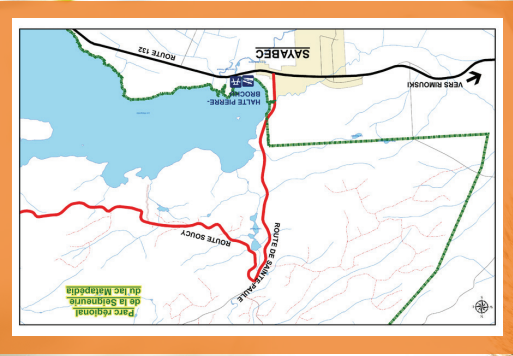 Parc régional
de la Seigneurie
du lac Matapédia
ROUTE DE SAINTE PAULE
ROUTE SOUCY
HALTE PIERRE-
BROCHU
VERS RIMOUSKI
SAYABEC
ROUTE 132